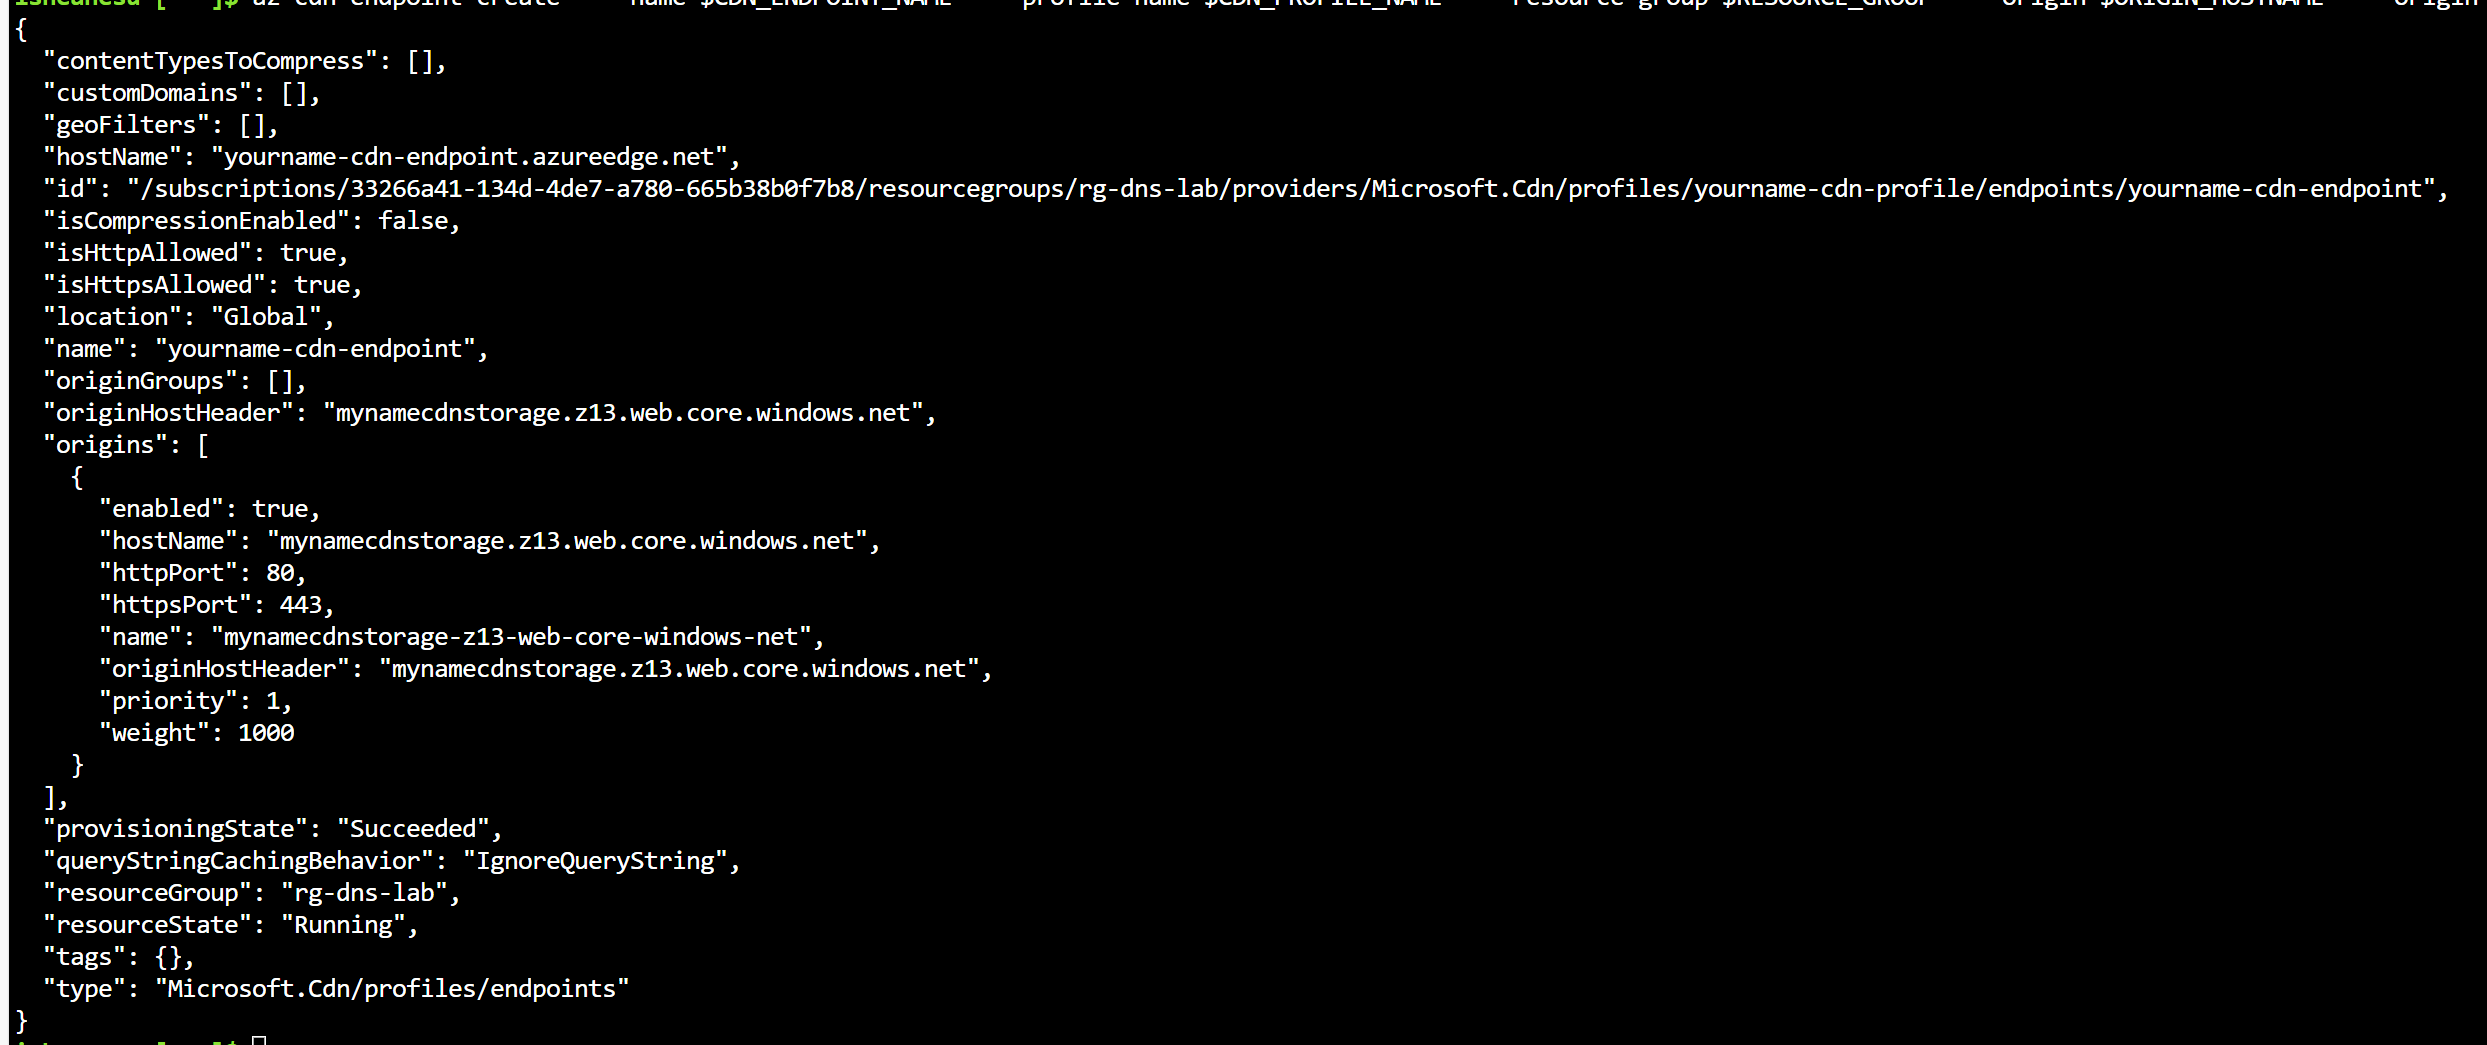 $ az cdn endpoint create --name $CDN_ENDPOINT_NAME --profile-name $CDN_PROFILE_NAME --resource-group $RESOURCE_GROUP --origin $ORIGIN_HOSTNAME --origin
{
  "contentTypesToCompress": [],
  "customDomains": [],
  "geoFilters": [],
  "hostName": "yourname-cdn-endpoint.azureedge.net",
  "id": "/subscriptions/33266a41-134d-4de7-a780-665b38b0f7b8/resourcegroups/rg-dns-lab/providers/Microsoft.Cdn/profiles/yourname-cdn-profile/endpoints/yourname-cdn-endpoint",
  "isCompressionEnabled": false,
  "isHttpAllowed": true,
  "isHttpsAllowed": true,
  "location": "Global",
  "name": "yourname-cdn-endpoint",
  "originGroups": [],
  "originHostHeader": "mynamecdnstorage.z13.web.core.windows.net",
  "origins": [
    {
      "enabled": true,
      "hostName": "mynamecdnstorage.z13.web.core.windows.net",
      "httpPort": 80,
      "httpsPort": 443,
      "name": "mynamecdnstorage-z13-web-core-windows-net",
      "originHostHeader": "mynamecdnstorage.z13.web.core.windows.net",
      "priority": 1,
      "weight": 1000
    }
  ],
  "provisioningState": "Succeeded",
  "queryStringCachingBehavior": "IgnoreQueryString",
  "resourceGroup": "rg-dns-lab",
  "resourceState": "Running",
  "tags": {},
  "type": "Microsoft.Cdn/profiles/endpoints"
}